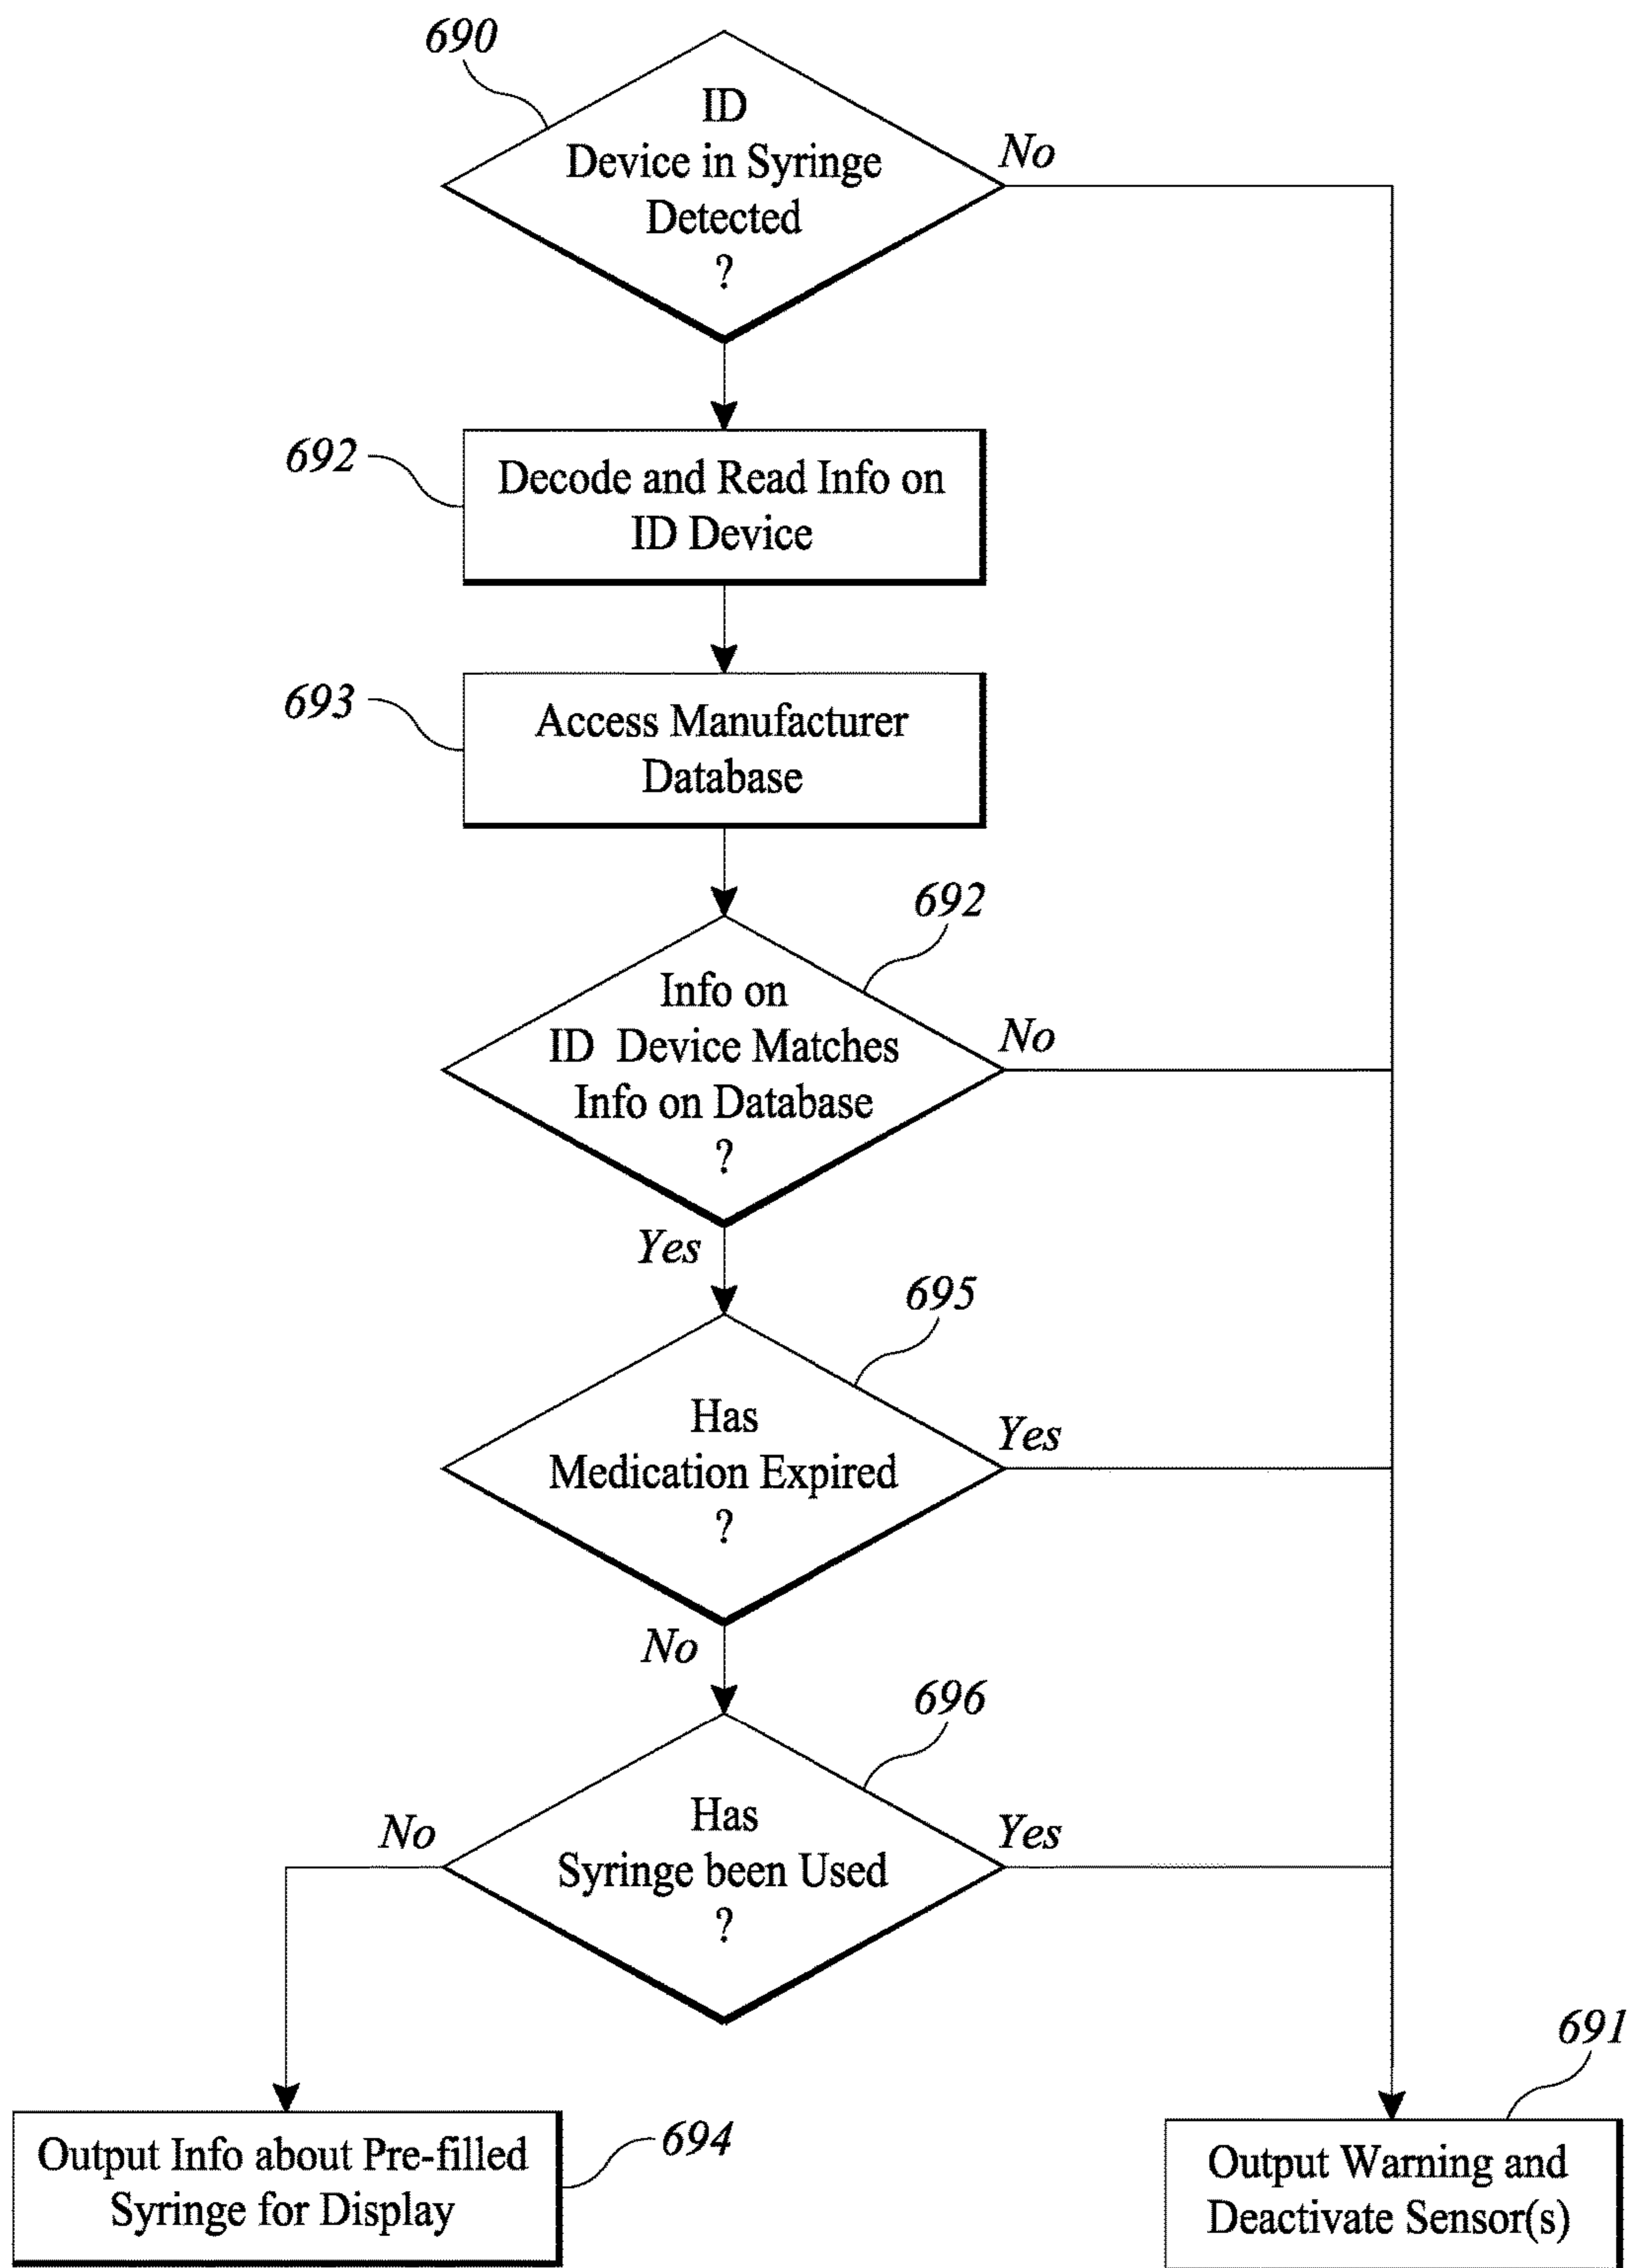 690
ID
Device in Syringe
Detected
?
No
692
Decode and Read Info on
ID Device
693
Access Manufacturer
Database
692
Info on
ID Device Matches
Info on Database
?
No
Yes
695
Has
Medication Expired
?
Yes
No
696
Has
Syringe been Used
?
No
Yes
691
Output Info about Pre-filled
Syringe for Display
694
Output Warning and
Deactivate Sensor(s)